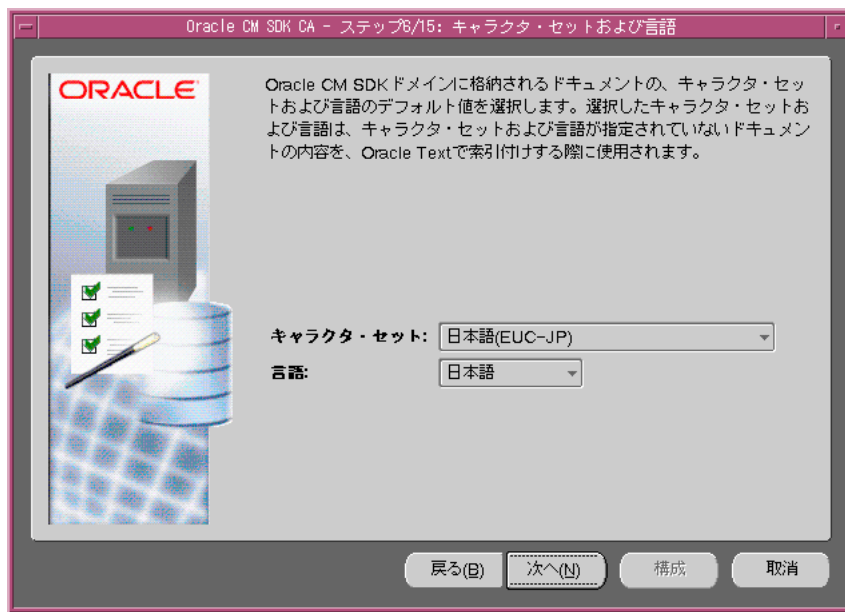 Oracle CM SDK CA - ステップ6/15: キャラクタ・セットおよび言語
ORACLE
Oracle CM SDKドメインに格納されるドキュメントの、キャラクタ・セッ
トおよび言語のデフォルト値を選択します。選択したキャラクタ・セットお
よび言語は、キャラクタ・セットおよび言語が指定されていないドキュメン
トの内容を、Oracle Textで索引付けする際に使用されます。
キャラクタ・セット: 日本語(EUC-JP)
言語: 日本語
戻る(B) 次へ(N) 構成 取消